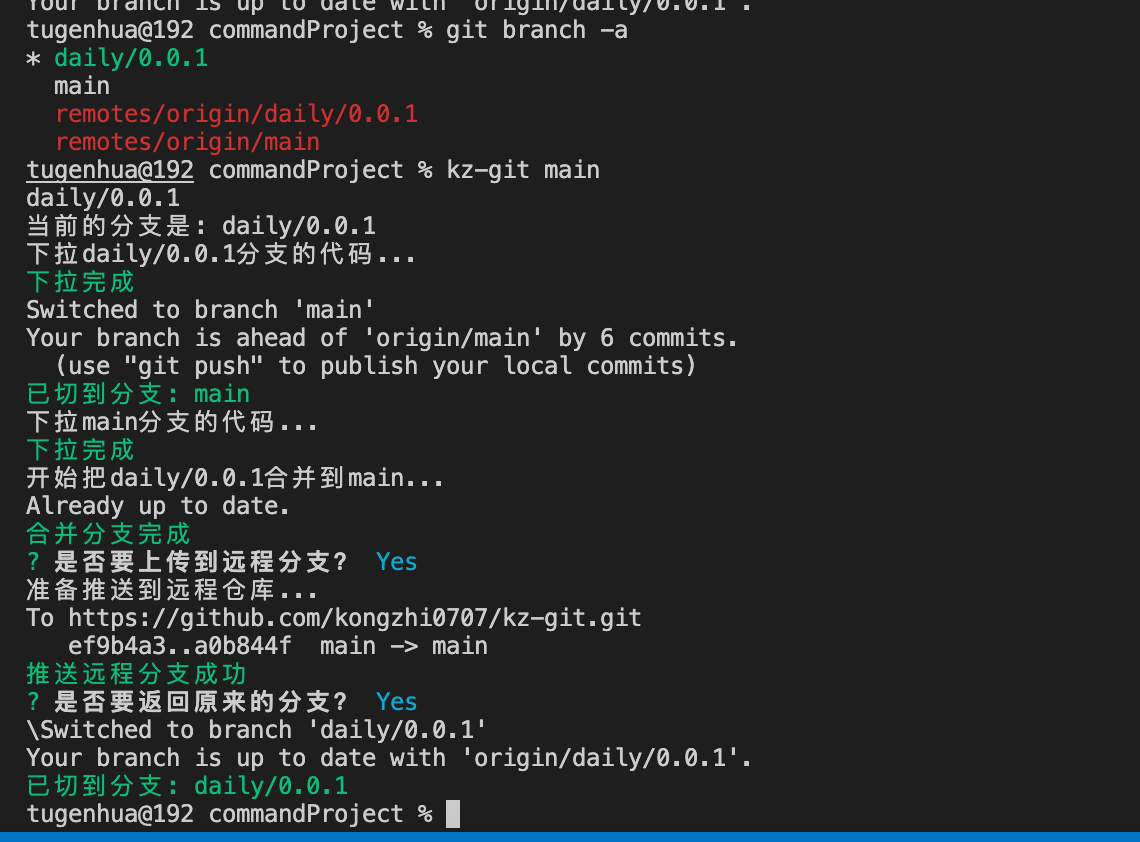 Your branch is up to date with 'origin/daily/0.0.1'.
tugenhua@192 commandProject % git branch -a
* daily/0.0.1
  main
  remotes/origin/daily/0.0.1
  remotes/origin/main
tugenhua@192 commandProject % kz-git main
daily/0.0.1
当前的分支是: daily/0.0.1
下拉daily/0.0.1分支的代码...
下拉完成
Switched to branch 'main'
Your branch is ahead of 'origin/main' by 6 commits.
  (use "git push" to publish your local commits)
已切到分支: main
下拉main分支的代码...
下拉完成
开始把daily/0.0.1合并到main...
Already up to date.
合并分支完成
? 是否要上传到远程分支?  Yes
准备推送到远程仓库...
To https://github.com/kongzhi0707/kz-git.git
   ef9b4a3..a0b844f  main -> main
推送远程分支成功
? 是否要返回原来的分支?  Yes
\Switched to branch 'daily/0.0.1'
Your branch is up to date with 'origin/daily/0.0.1'.
已切到分支: daily/0.0.1
tugenhua@192 commandProject %